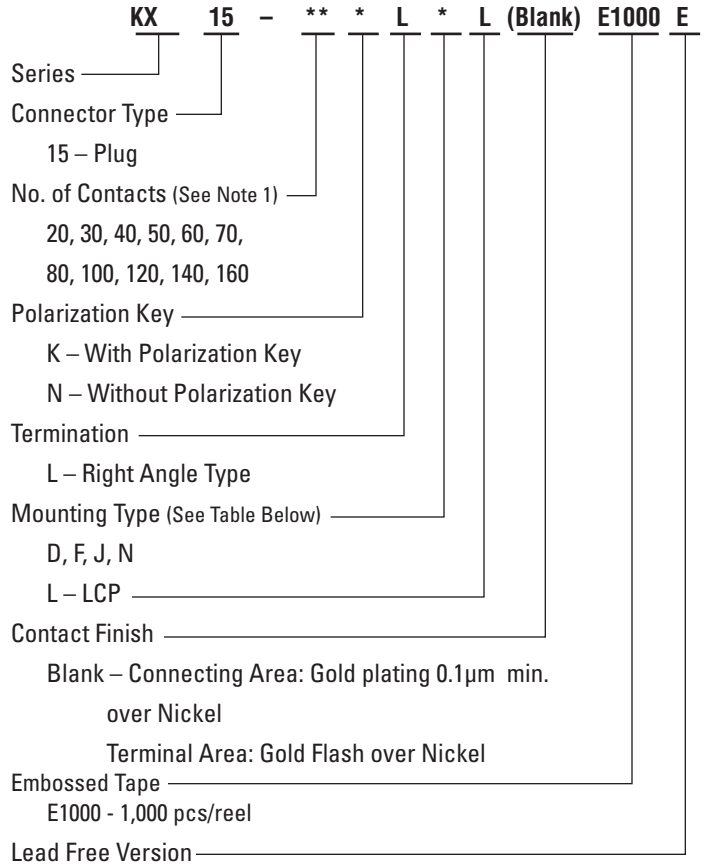 KX 15 – ** * L * L (Blank) E1000 E
Series
Connector Type
15 – Plug
No. of Contacts (See Note 1)
20, 30, 40, 50, 60, 70,
80, 100, 120, 140, 160
Polarization Key
K – With Polarization Key
N – Without Polarization Key
Termination
L – Right Angle Type
Mounting Type (See Table Below)
D, F, J, N
L – LCP
Contact Finish
Blank – Connecting Area: Gold plating 0.1µm min.
over Nickel
Terminal Area: Gold Flash over Nickel
Embossed Tape
E1000 - 1,000 pcs/reel
Lead Free Version